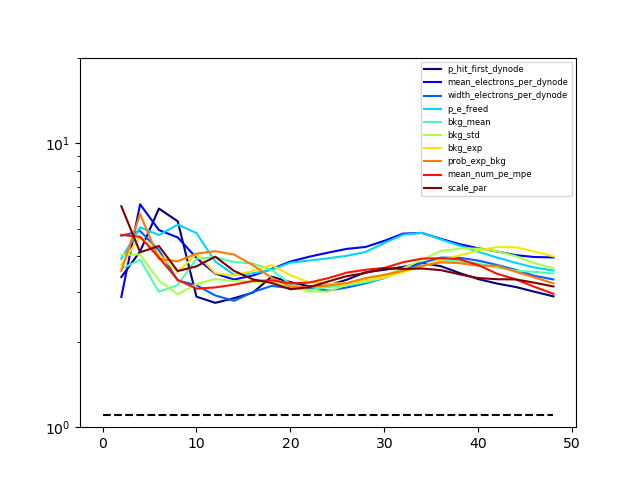 10¹
10⁰
p_hit_first_dynode
mean_electrons_per_dynode
width_electrons_per_dynode
p_e_freed
bkg_mean
bkg_std
bkg_exp
prob_exp_bkg
mean_num_pe_mpe
scale_par
0 10 20 30 40 50